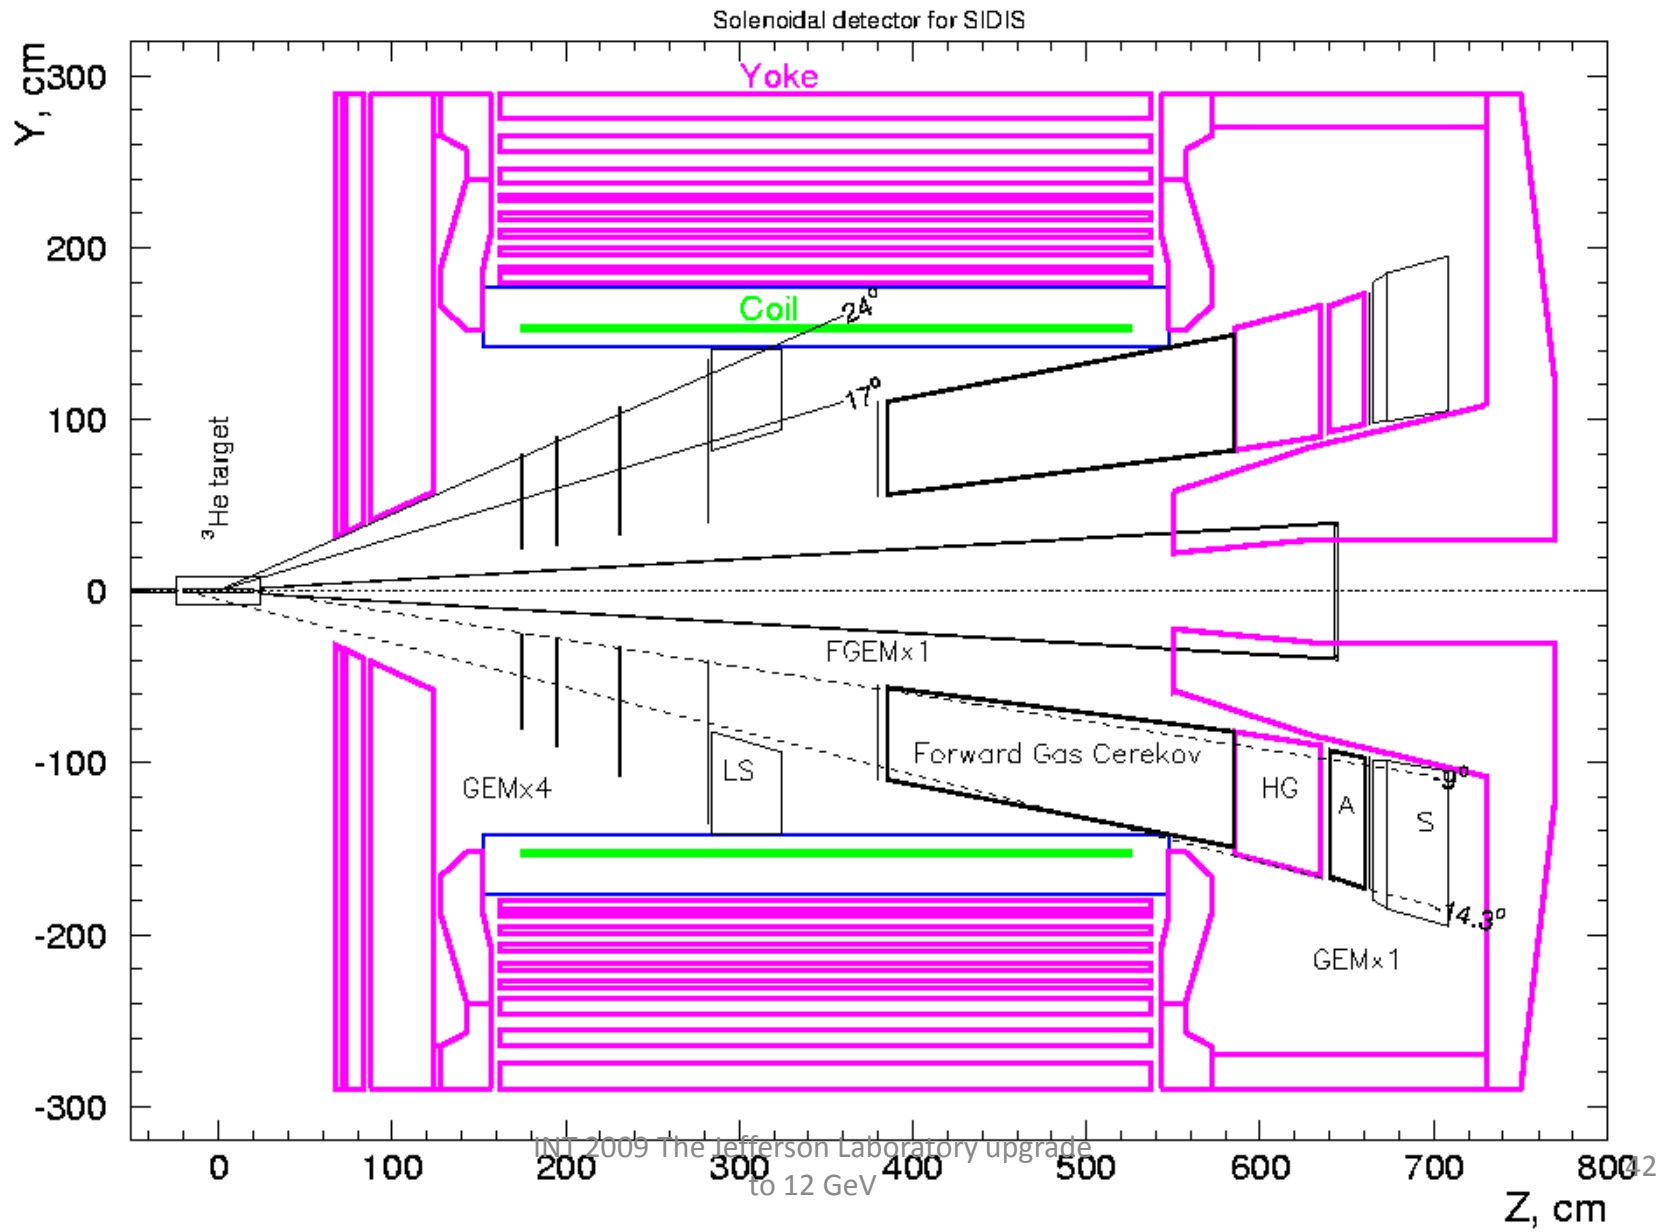 Solenoidal detector for SIDIS
Y, cm
300
200
100
0
-100
-200
-300
Yoke
Coil
24°
17°
³He target
FGEMx1
Forward Gas Cerekov
LS
GEMx4
HG
A
S
9°
14.3°
GEMx1
0 100 200 300 400 500 600 700 800
Z, cm
INT 2009 The Jefferson Laboratory upgrade
to 12 GeV
42